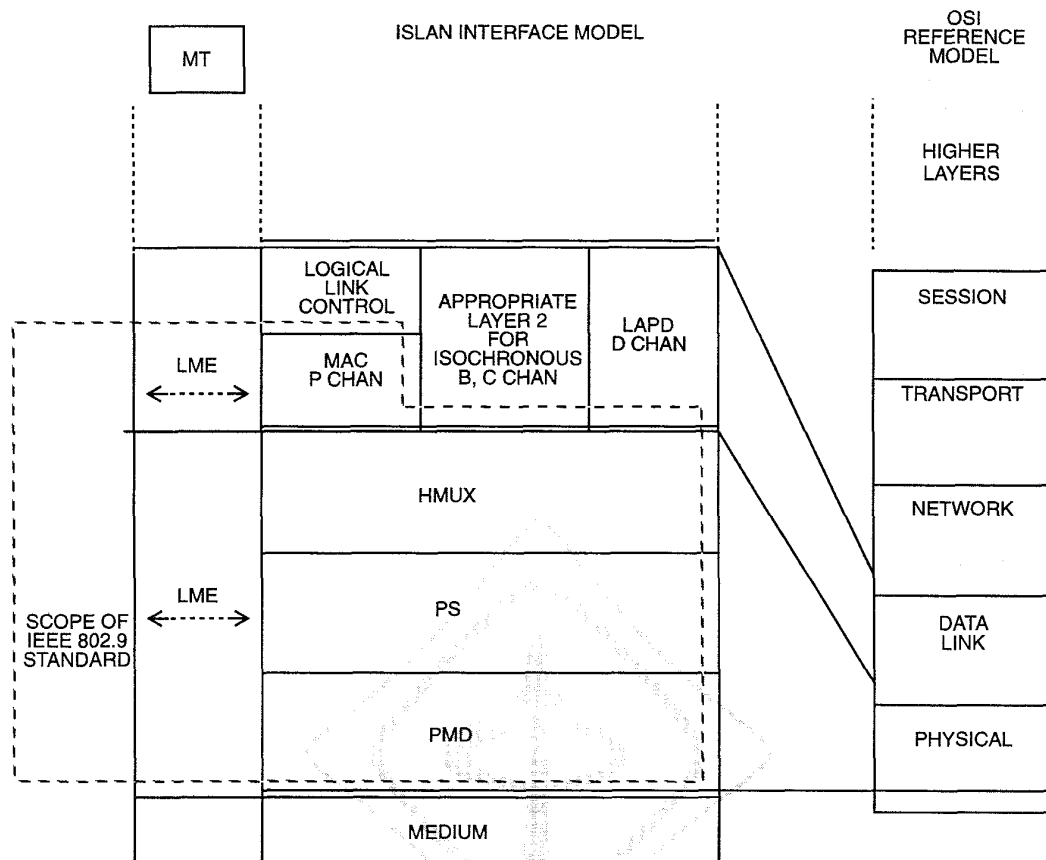 MT
ISLAN INTERFACE MODEL
OSI
REFERENCE
MODEL
HIGHER
LAYERS
LOGICAL
LINK
CONTROL
APPROPRIATE
LAYER 2
FOR
ISOCHRONOUS
B, C CHAN
LAPD
D CHAN
SESSION
LME
MAC
P CHAN
TRANSPORT
HMUX
NETWORK
LME
PS
SCOPE OF
IEEE 802.9
STANDARD
DATA
LINK
PMD
PHYSICAL
MEDIUM